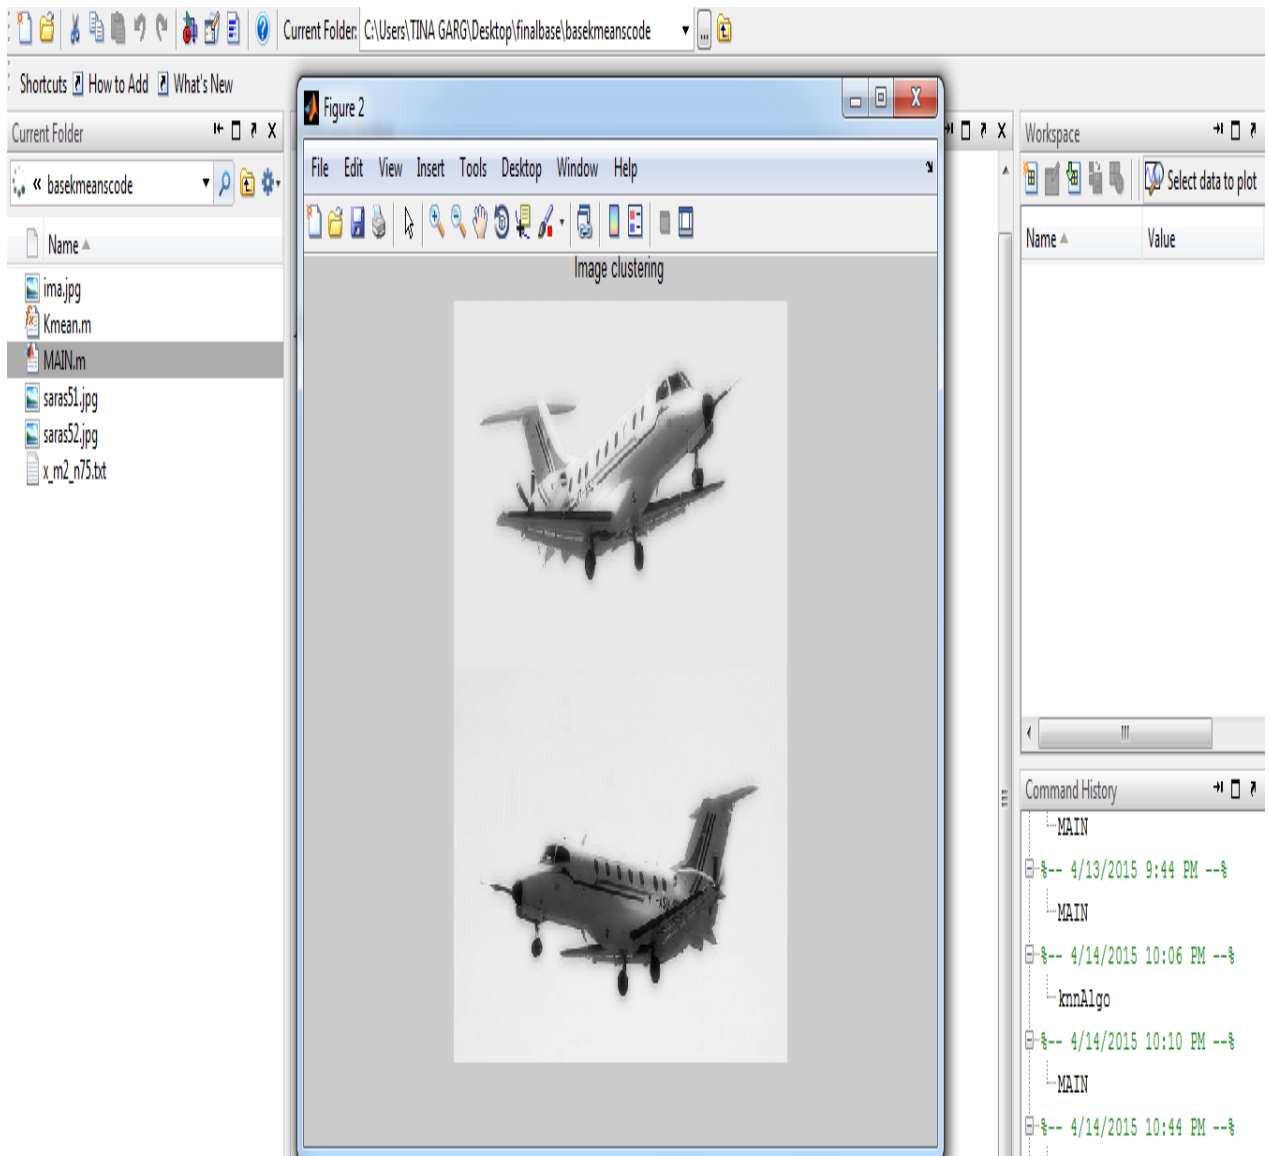 Current Folder: C:\Users\TINA GARG\Desktop\finalbase\basekmeanscode
Shortcuts How to Add What's New
Current Folder
« basekmeanscode
Name
ima.jpg
Kmean.m
MAIN.m
saras51.jpg
saras52.jpg
x_m2_n75.txt
Figure 2
File Edit View Insert Tools Desktop Window Help
Image clustering
Workspace
Select data to plot
Name Value
Command History
MAIN
%-- 4/13/2015 9:44 PM --%
MAIN
%-- 4/14/2015 10:06 PM --%
knnAlgo
%-- 4/14/2015 10:10 PM --%
MAIN
%-- 4/14/2015 10:44 PM --%